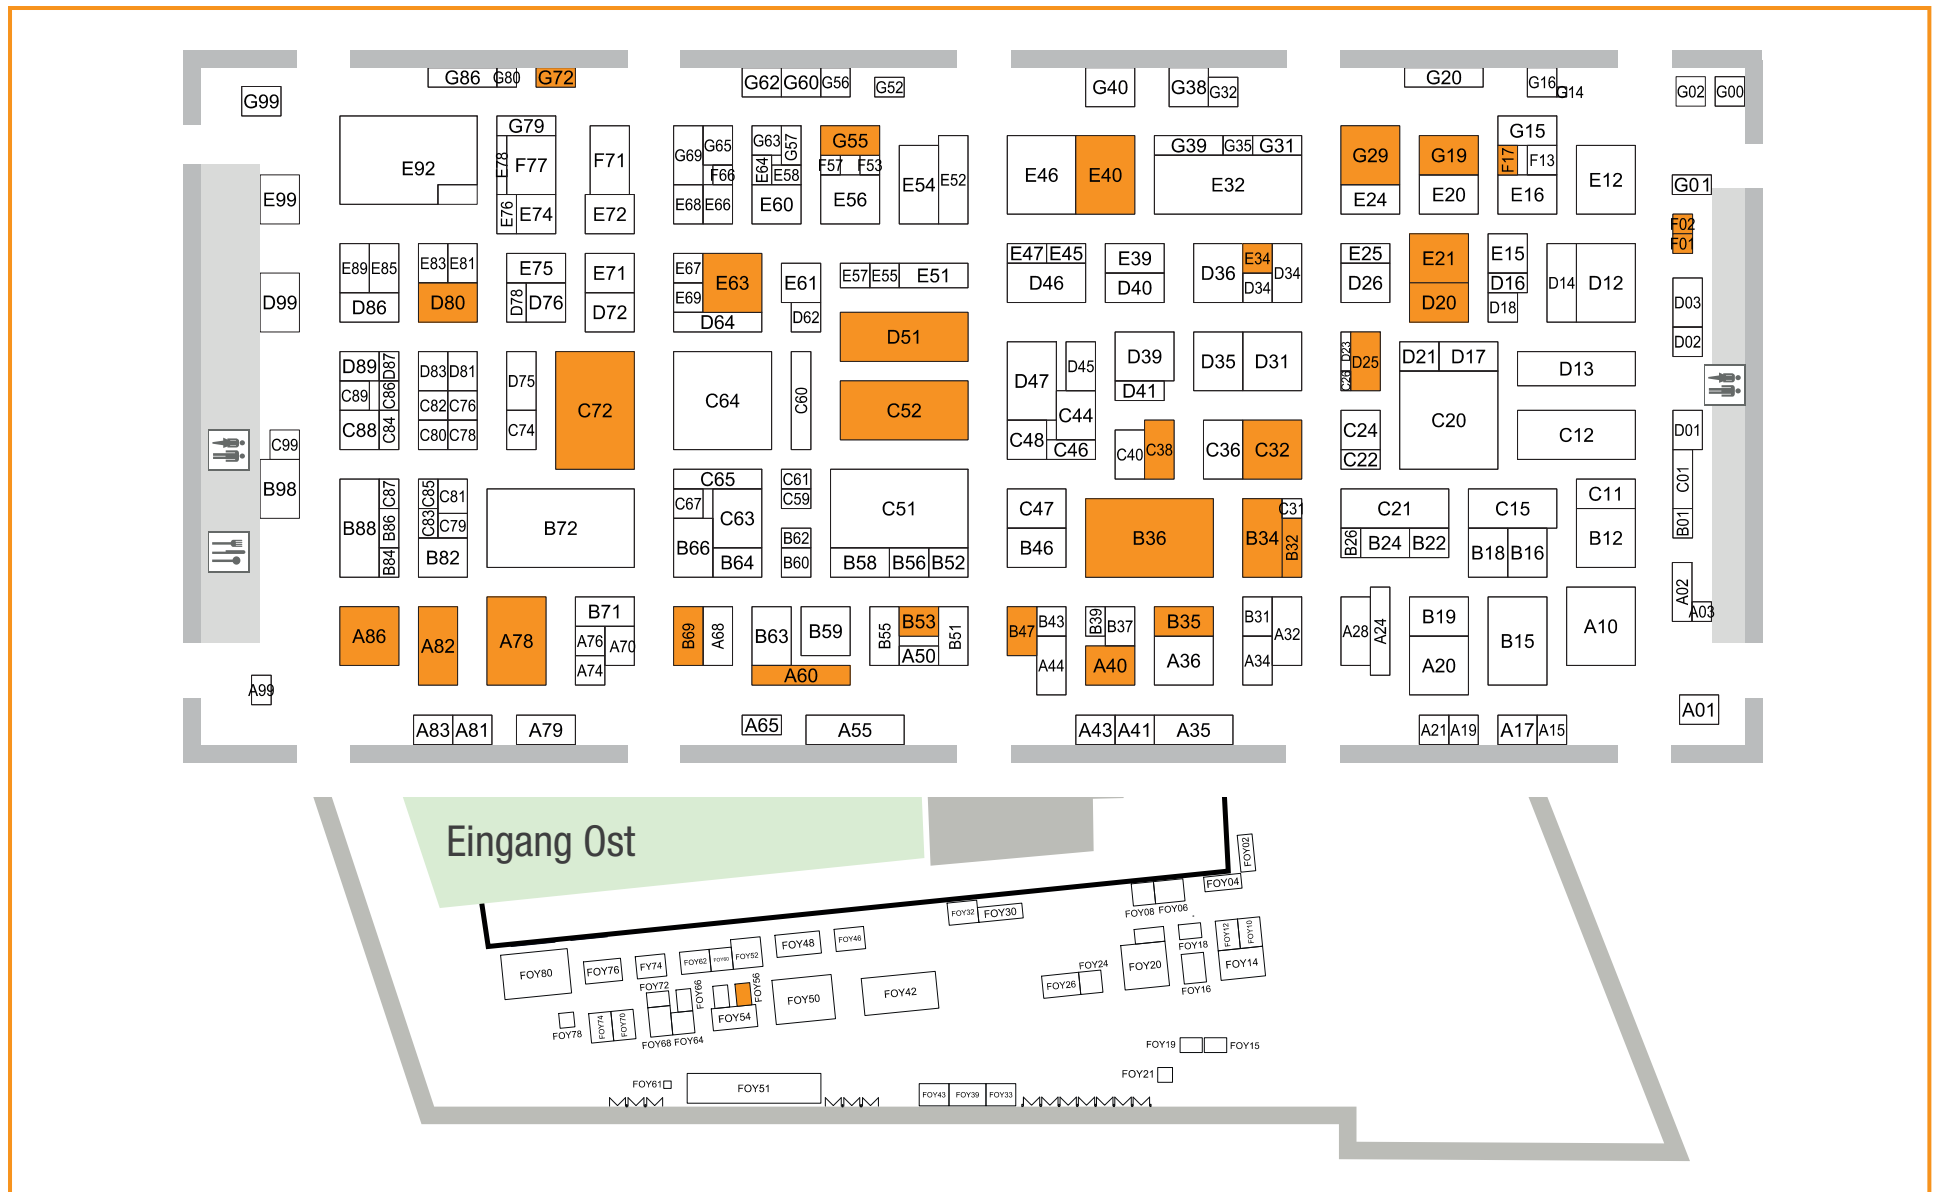 G86 G80 G72 G62 G60 G56 G52 G40 G38 G32 G20 G16 G14 G02 G00
G99
G79 G69 G65 G63 G57 G55 G39 G35 G31 G29 G19 G15
E92 E78 F77 F71 F66 E64 E58 F57 F53 E54 E52 E46 E40 E32 F17 F13 E12
E99 E76 E74 E72 E68 E66 E60 E56 E24 E20 E16 G01
F02
F01
E89 E85 E83 E81 E75 E71 E67 E63 E61 E57 E55 E51 E47 E45 E39 D36 E34 D34 E25 E21 E15 D14 D12
D99 D86 D80 D78 D76 D72 E69 D64 D62 D46 D40 D34 D26 D20 D16 D18 D03
D51 D02
D89 D87 D83 D81 D75 C72 C64 C60 D47 D45 D39 D35 D31 D23 D25 D21 D17 D13
C89 C86 C82 C76 C52 D41 C26 C20
C88 C84 C80 C78 C74 C48 C44 C46 C40 C38 C36 C32 C24 C22 C12 D01
C99
B98 C65 C61 C01
B88 C87 C85 C81 B72 C67 C63 C59 C51 C47 B36 B34 C31 C21 C15 C11
B86 C83 C79 B66 B62 B46 B32 B26 B24 B22 B18 B16 B12 B01
B84 B82 B64 B60 B58 B56 B52
A86 A82 A78 B71 B69 A68 B63 B59 B55 B53 B51 B47 B43 B39 B37 B35 B31 A32 A28 A24 B19 B15 A10 A02 A03
A76 A70 A50 A44 A40 A36 A34 A20
A74 A60
A99 A01
A83 A81 A79 A65 A55 A43 A41 A35 A21 A19 A17 A15
Eingang Ost
FOY02
FOY04
FOY32 FOY30 FOY08 FOY06
FOY80 FOY76 FY74 FOY62 FOY60 FOY52 FOY48 FOY46 FOY18 FOY12 FOY10
FOY24 FOY20 FOY14
FOY72 FOY66 FOY56 FOY50 FOY42 FOY26 FOY16
FOY78 FOY74 FOY70 FOY68 FOY64 FOY54
FOY19 FOY15
FOY61 FOY51 FOY21
FOY43 FOY39 FOY33